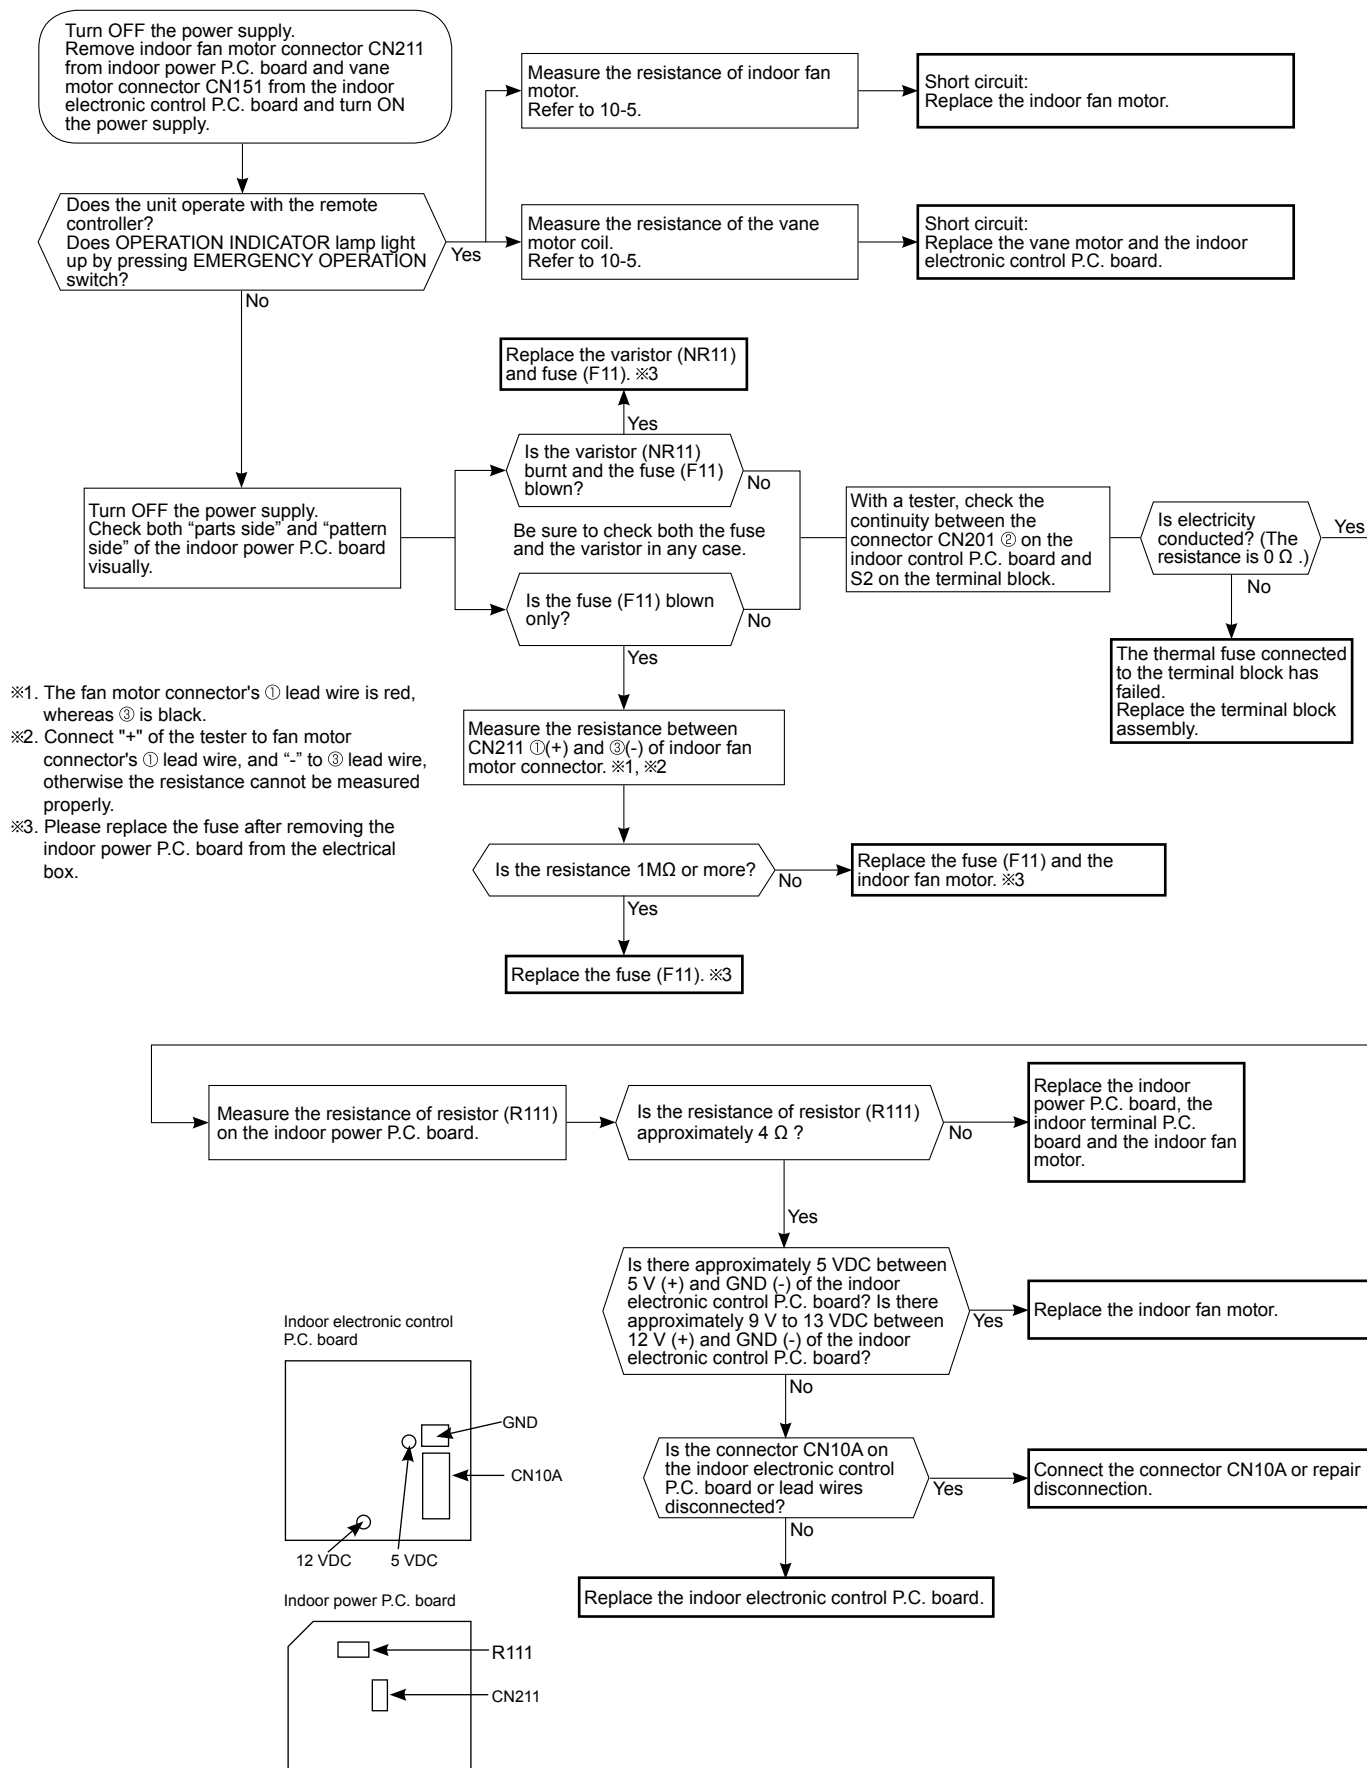 Turn OFF the power supply.
Remove indoor fan motor connector CN211
from indoor power P.C. board and vane
motor connector CN151 from the indoor
electronic control P.C. board and turn ON
the power supply.
Measure the resistance of indoor fan
motor.
Refer to 10-5.
Short circuit:
Replace the indoor fan motor.
Does the unit operate with the remote
controller?
Does OPERATION INDICATOR lamp light
up by pressing EMERGENCY OPERATION
switch?
Yes
Measure the resistance of the vane
motor coil.
Refer to 10-5.
Short circuit:
Replace the vane motor and the indoor
electronic control P.C. board.
No
Replace the varistor (NR11)
and fuse (F11). ※3
Yes
Is the varistor (NR11)
burnt and the fuse (F11)
blown?
No
Turn OFF the power supply.
Check both “parts side” and “pattern
side” of the indoor power P.C. board
visually.
Be sure to check both the fuse
and the varistor in any case.
With a tester, check the
continuity between the
connector CN201 ② on the
indoor control P.C. board and
S2 on the terminal block.
Is electricity
conducted? (The
resistance is 0 Ω .)
Yes
Is the fuse (F11) blown
only?
No
No
Yes
The thermal fuse connected
to the terminal block has
failed.
Replace the terminal block
assembly.
※1. The fan motor connector's ① lead wire is red,
whereas ③ is black.
※2. Connect "+" of the tester to fan motor
connector's ① lead wire, and “-” to ③ lead wire,
otherwise the resistance cannot be measured
properly.
※3. Please replace the fuse after removing the
indoor power P.C. board from the electrical
box.
Measure the resistance between
CN211 ①(+) and ③(-) of indoor fan
motor connector. ※1, ※2
Is the resistance 1MΩ or more?
No
Replace the fuse (F11) and the
indoor fan motor. ※3
Yes
Replace the fuse (F11). ※3
Measure the resistance of resistor (R111)
on the indoor power P.C. board.
Is the resistance of resistor (R111)
approximately 4 Ω ?
No
Replace the indoor
power P.C. board, the
indoor terminal P.C.
board and the indoor fan
motor.
Yes
Is there approximately 5 VDC between
5 V (+) and GND (-) of the indoor
electronic control P.C. board? Is there
approximately 9 V to 13 VDC between
12 V (+) and GND (-) of the indoor
electronic control P.C. board?
Yes
Replace the indoor fan motor.
No
Is the connector CN10A on
the indoor electronic control
P.C. board or lead wires
disconnected?
Yes
Connect the connector CN10A or repair
disconnection.
No
Replace the indoor electronic control P.C. board.
Indoor electronic control
P.C. board
GND
CN10A
12 VDC
5 VDC
Indoor power P.C. board
R111
CN211